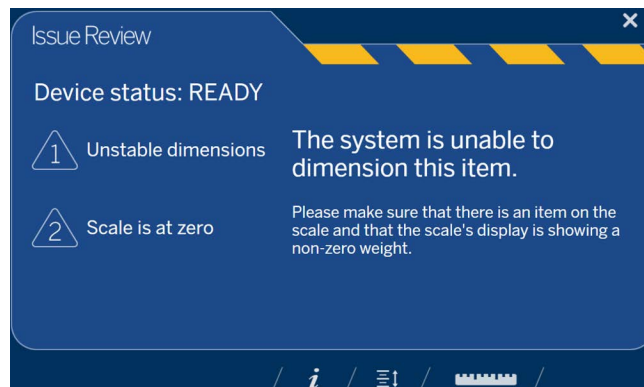 Issue Review
Device status: READY
1 Unstable dimensions
2 Scale is at zero
The system is unable to
dimension this item.
Please make sure that there is an item on the
scale and that the scale's display is showing a
non-zero weight.
i